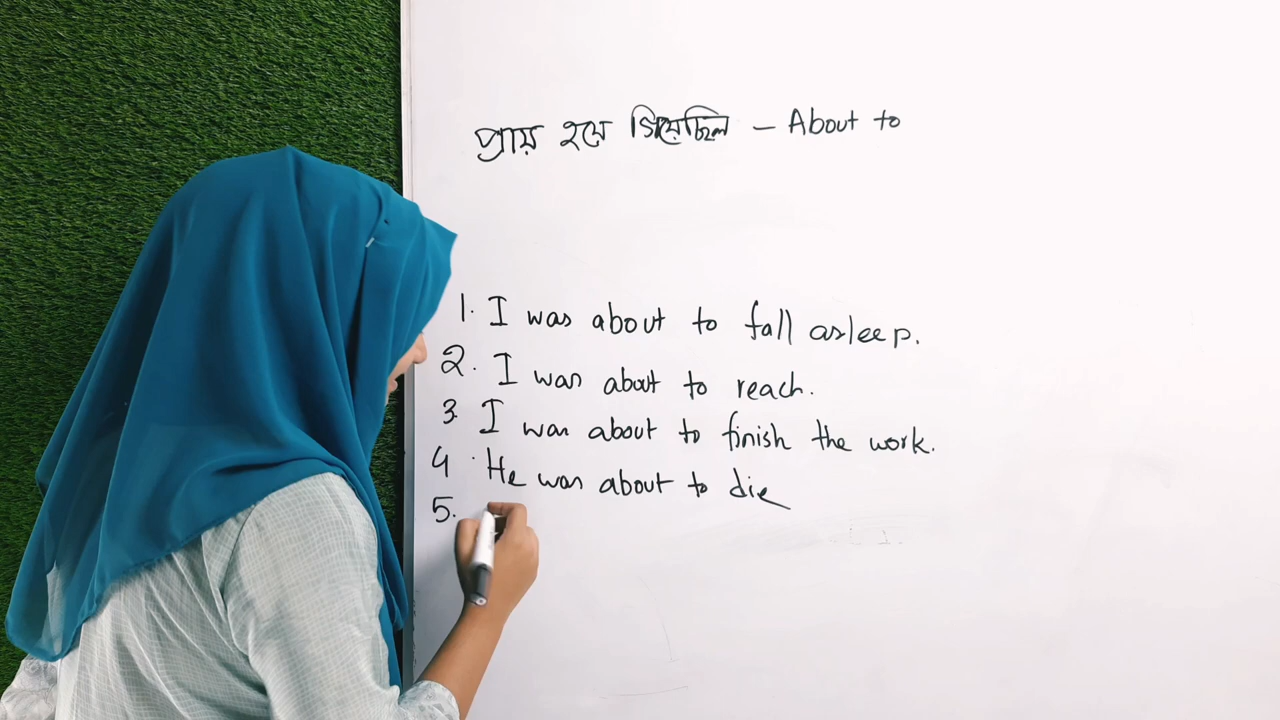 প্রায় হয়ে গিয়েছিল – About to
1. I was about to fall asleep.
2. I was about to reach.
3. I was about to finish the work.
4. He was about to die
5.